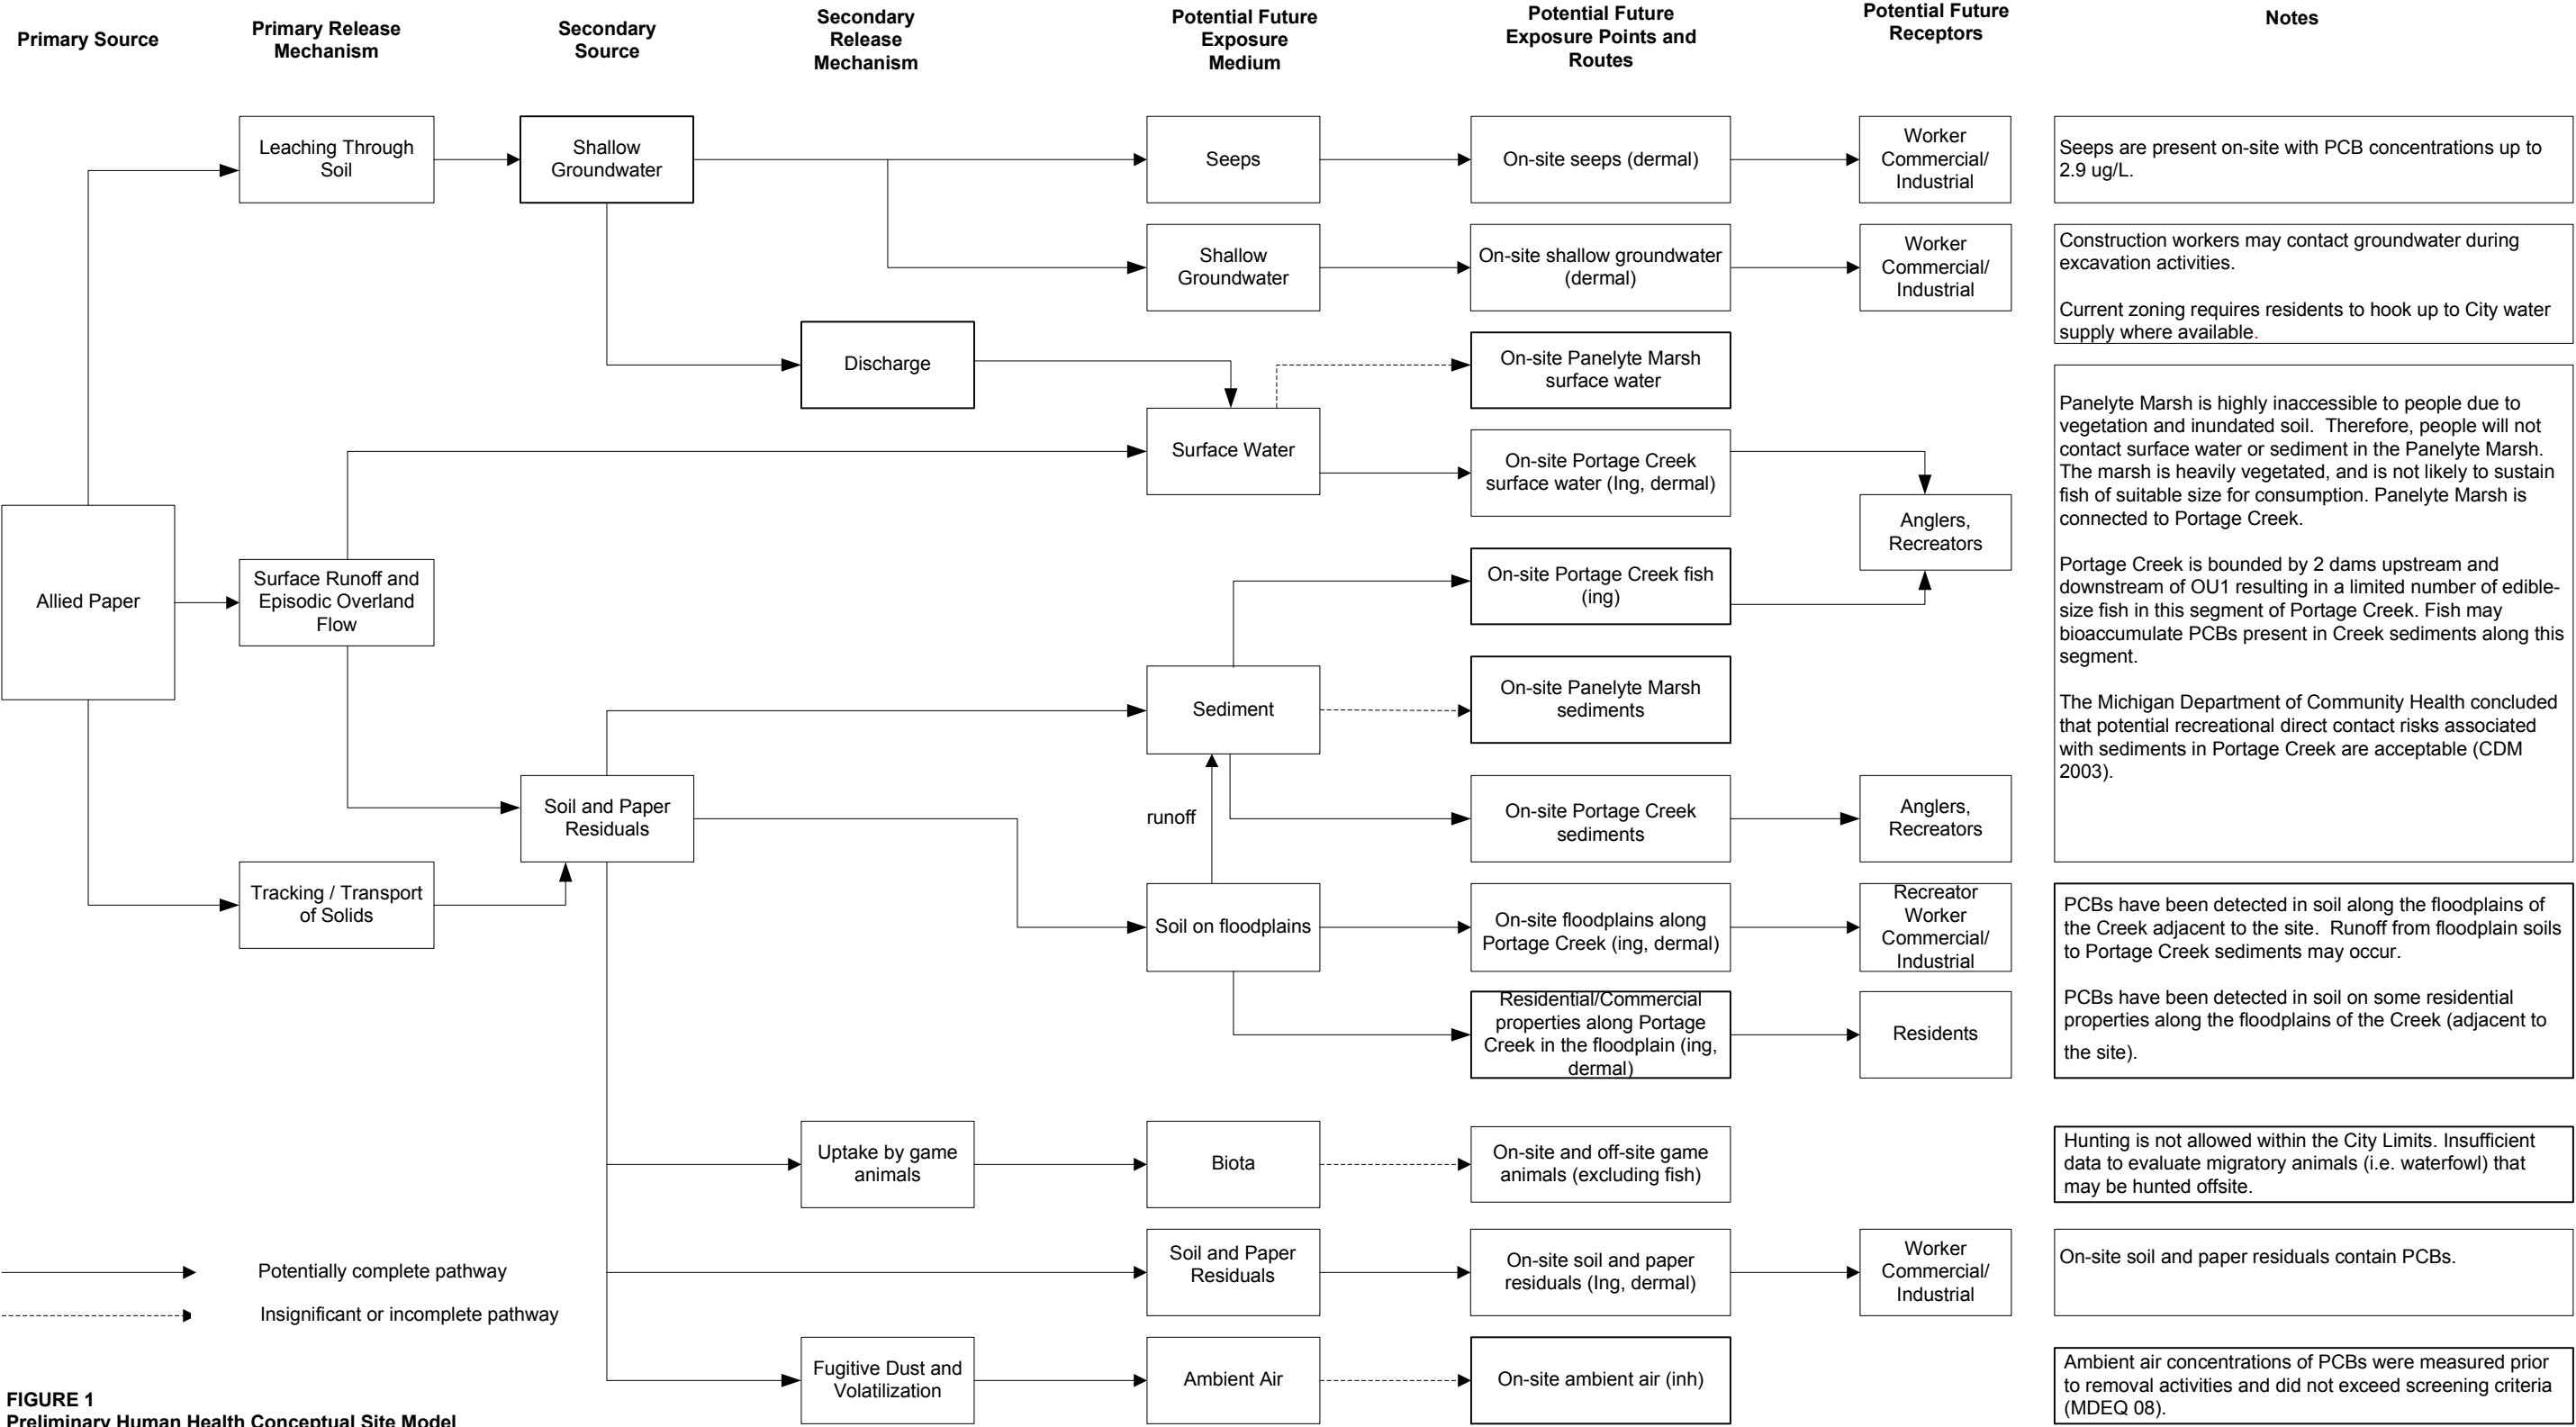 Primary Source
Primary Release
Mechanism
Secondary
Source
Secondary
Release
Mechanism
Potential Future
Exposure
Medium
Potential Future
Exposure Points and
Routes
Potential Future
Receptors
Notes
Leaching Through
Soil
Shallow
Groundwater
Seeps
On-site seeps (dermal)
Worker
Commercial/
Industrial
Seeps are present on-site with PCB concentrations up to
2.9 ug/L.
Shallow
Groundwater
On-site shallow groundwater
(dermal)
Worker
Commercial/
Industrial
Construction workers may contact groundwater during
excavation activities.
Current zoning requires residents to hook up to City water
supply where available.
Discharge
On-site Panelyte Marsh
surface water
Surface Water
On-site Portage Creek
surface water (Ing, dermal)
Anglers,
Recreators
Panelyte Marsh is highly inaccessible to people due to
vegetation and inundated soil.  Therefore, people will not
contact surface water or sediment in the Panelyte Marsh.
The marsh is heavily vegetated, and is not likely to sustain
fish of suitable size for consumption. Panelyte Marsh is
connected to Portage Creek.
Portage Creek is bounded by 2 dams upstream and
downstream of OU1 resulting in a limited number of edible-
size fish in this segment of Portage Creek. Fish may
bioaccumulate PCBs present in Creek sediments along this
segment.
The Michigan Department of Community Health concluded
that potential recreational direct contact risks associated
with sediments in Portage Creek are acceptable (CDM
2003).
Allied Paper
Surface Runoff and
Episodic Overland
Flow
On-site Portage Creek fish
(ing)
Sediment
On-site Panelyte Marsh
sediments
Soil and Paper
Residuals
runoff
On-site Portage Creek
sediments
Anglers,
Recreators
Tracking / Transport
of Solids
Soil on floodplains
On-site floodplains along
Portage Creek (ing, dermal)
Recreator
Worker
Commercial/
Industrial
PCBs have been detected in soil along the floodplains of
the Creek adjacent to the site.  Runoff from floodplain soils
to Portage Creek sediments may occur.
PCBs have been detected in soil on some residential
properties along the floodplains of the Creek (adjacent to
the site).
Residential/Commercial
properties along Portage
Creek in the floodplain (ing,
dermal)
Residents
Uptake by game
animals
Biota
On-site and off-site game
animals (excluding fish)
Hunting is not allowed within the City Limits. Insufficient
data to evaluate migratory animals (i.e. waterfowl) that
may be hunted offsite.
Soil and Paper
Residuals
On-site soil and paper
residuals (Ing, dermal)
Worker
Commercial/
Industrial
On-site soil and paper residuals contain PCBs.
Potentially complete pathway
Insignificant or incomplete pathway
Fugitive Dust and
Volatilization
Ambient Air
On-site ambient air (inh)
Ambient air concentrations of PCBs were measured prior
to removal activities and did not exceed screening criteria
(MDEQ 08).
FIGURE 1
Preliminary Human Health Conceptual Site Model